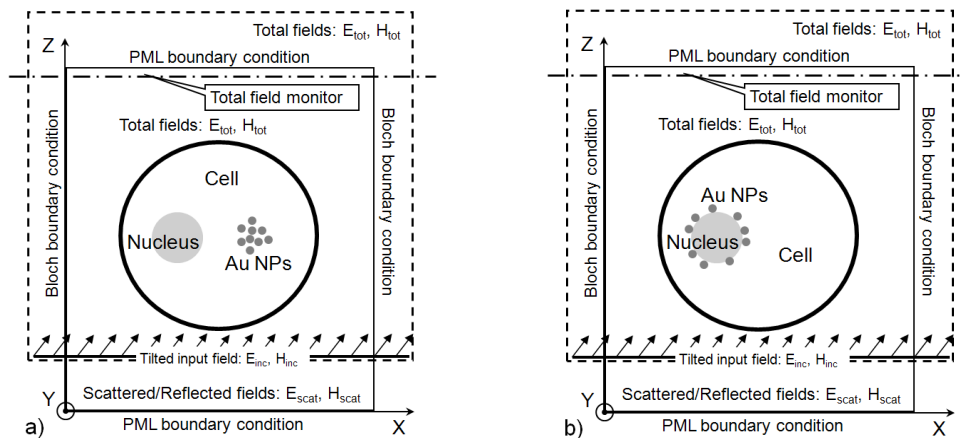 Total fields: Etot, Htot
Z
PML boundary condition
Total field monitor
Total fields: Etot, Htot
Bloch boundary condition
Bloch boundary condition
Cell
Nucleus
Au NPs
Tilted input field: Einc, Hinc
Y
Scattered/Reflected fields: Escat, Hscat
a)
PML boundary condition
X
Total fields: Etot, Htot
Z
PML boundary condition
Total field monitor
Total fields: Etot, Htot
Bloch boundary condition
Bloch boundary condition
Au NPs
Nucleus
Cell
Tilted input field: Einc, Hinc
Y
Scattered/Reflected fields: Escat, Hscat
b)
PML boundary condition
X